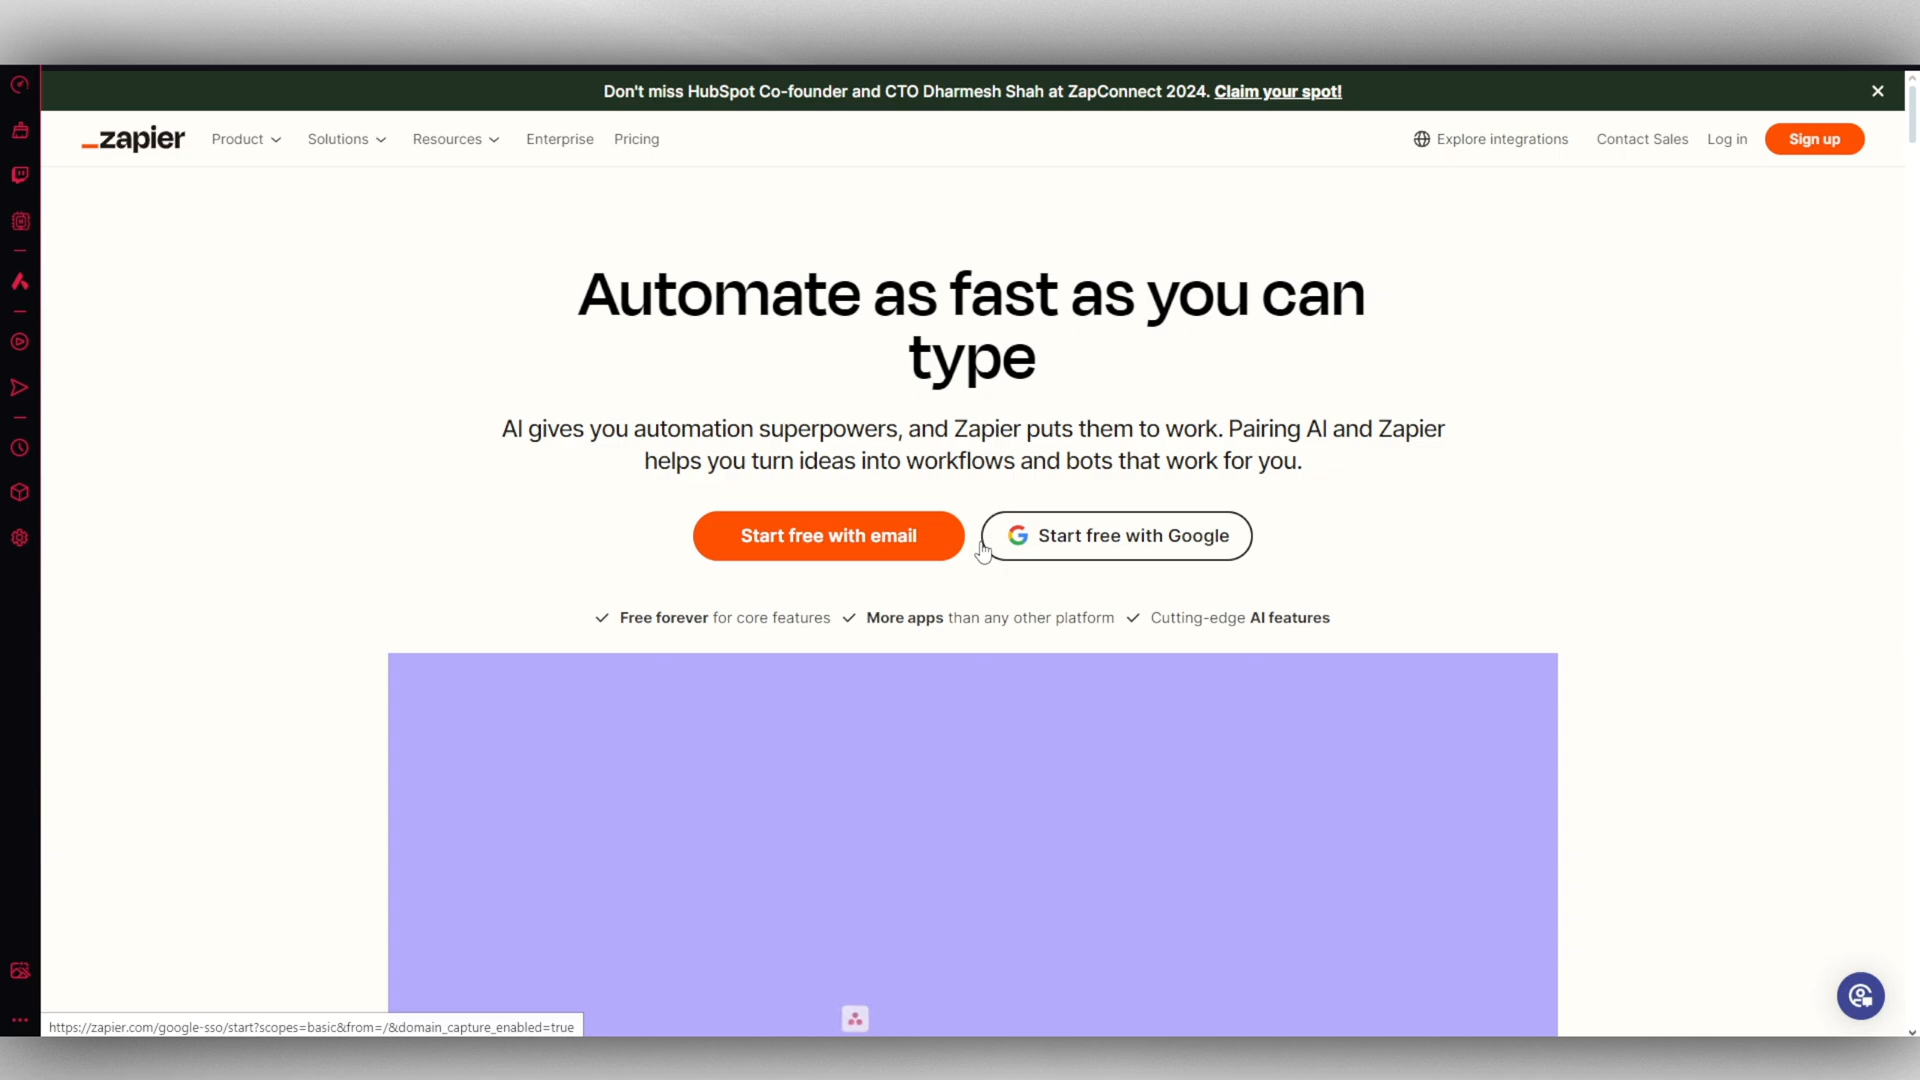 Don't miss HubSpot Co-founder and CTO Dharmesh Shah at ZapConnect 2024. Claim your spot!
zapier Product Solutions Resources Enterprise Pricing Explore integrations Contact Sales Log in Sign up
Automate as fast as you can
type
AI gives you automation superpowers, and Zapier puts them to work. Pairing AI and Zapier
helps you turn ideas into workflows and bots that work for you.
Start free with email Start free with Google
Free forever for core features More apps than any other platform Cutting-edge AI features
https://zapier.com/google-sso/start?scopes=basic&from=/&domain_capture_enabled=true